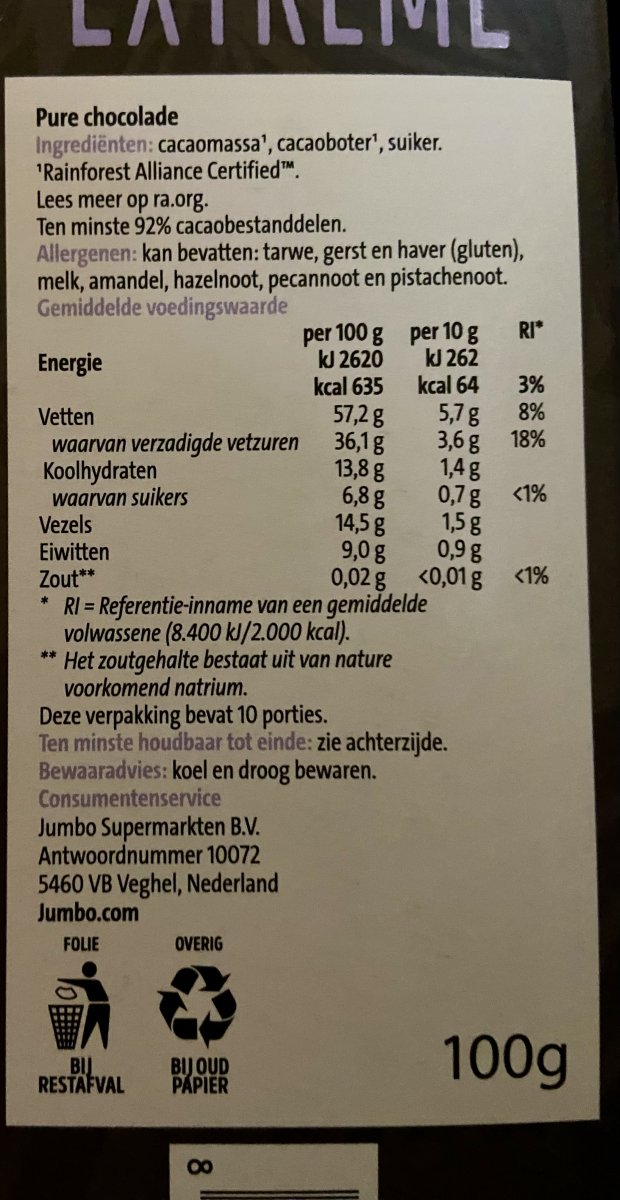 EXTREME
Pure chocolade
Ingrediënten: cacaomassa¹, cacaoboter¹, suiker.
¹Rainforest Alliance Certified™.
Lees meer op ra.org.
Ten minste 92% cacaobestanddelen.
Allergenen: kan bevatten: tarwe, gerst en haver (gluten),
melk, amandel, hazelnoot, pecannoot en pistachenoot.
Gemiddelde voedingswaarde
per 100 g per 10 g RI*
Energie kJ 2620 kJ 262
kcal 635 kcal 64 3%
Vetten 57,2 g 5,7 g 8%
waarvan verzadigde vetzuren 36,1 g 3,6 g 18%
Koolhydraten 13,8 g 1,4 g
waarvan suikers 6,8 g 0,7 g <1%
Vezels 14,5 g 1,5 g
Eiwitten 9,0 g 0,9 g
Zout** 0,02 g <0,01 g <1%
* RI = Referentie-inname van een gemiddelde
volwassene (8.400 kJ/2.000 kcal).
** Het zoutgehalte bestaat uit van nature
voorkomend natrium.
Deze verpakking bevat 10 porties.
Ten minste houdbaar tot einde: zie achterzijde.
Bewaaradvies: koel en droog bewaren.
Consumentenservice
Jumbo Supermarkten B.V.
Antwoordnummer 10072
5460 VB Veghel, Nederland
Jumbo.com
FOLIE OVERIG
BIJ RESTAFVAL BIJ OUD PAPIER
100g
8